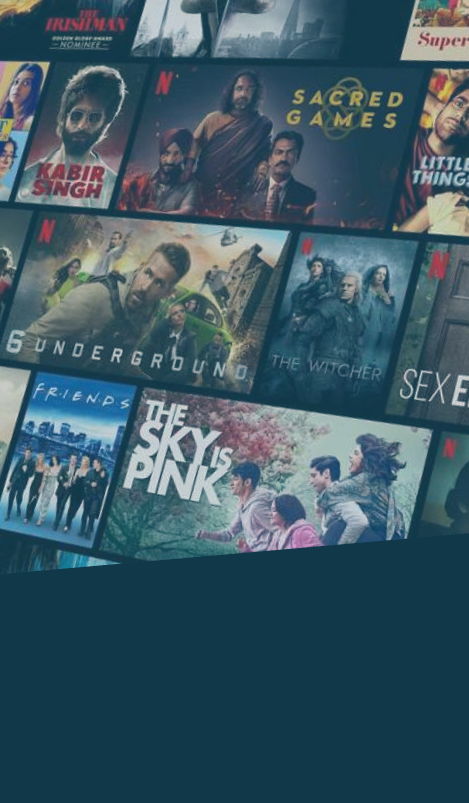 THE
IRISHMAN
GOLDEN GLOBE AWARD
NOMINEE
Super
N
SACRED
GAMES
KABIR
SINGH
LITTLE
THINGS
N
6 UNDERGROUND
N
THE WITCHER
N
SEX E
FRIENDS
THE
SKY IS
PINK
N